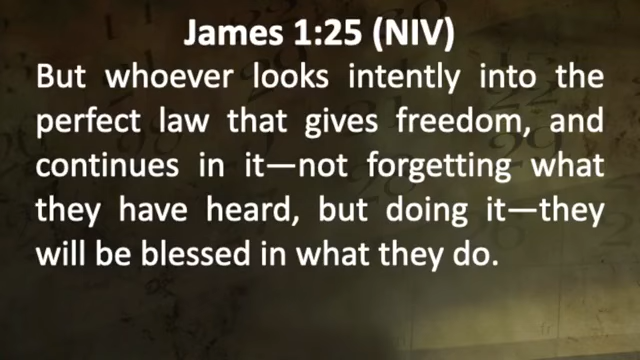 James 1:25 (NIV)
But whoever looks intently into the
perfect law that gives freedom, and
continues in it—not forgetting what
they have heard, but doing it—they
will be blessed in what they do.